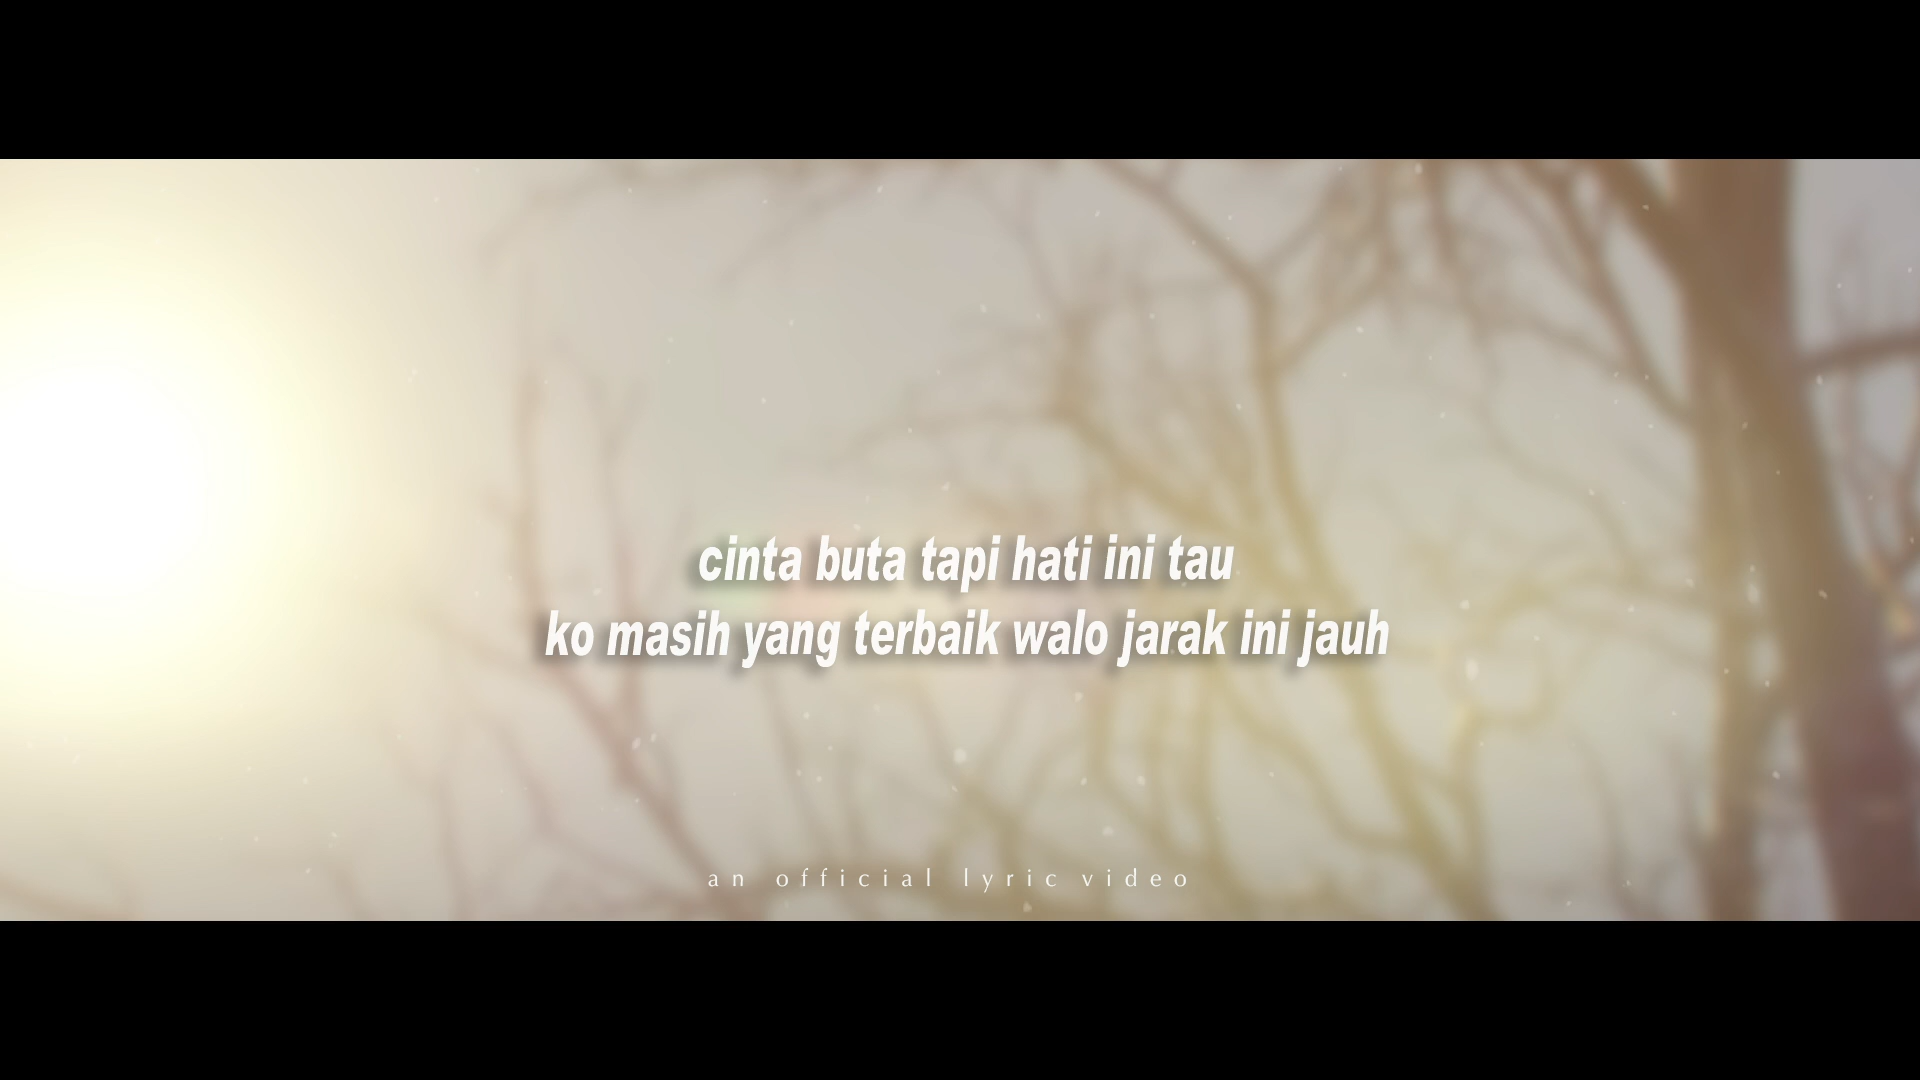 cinta buta tapi hati ini tau
ko masih yang terbaik walo jarak ini jauh
an official lyric video